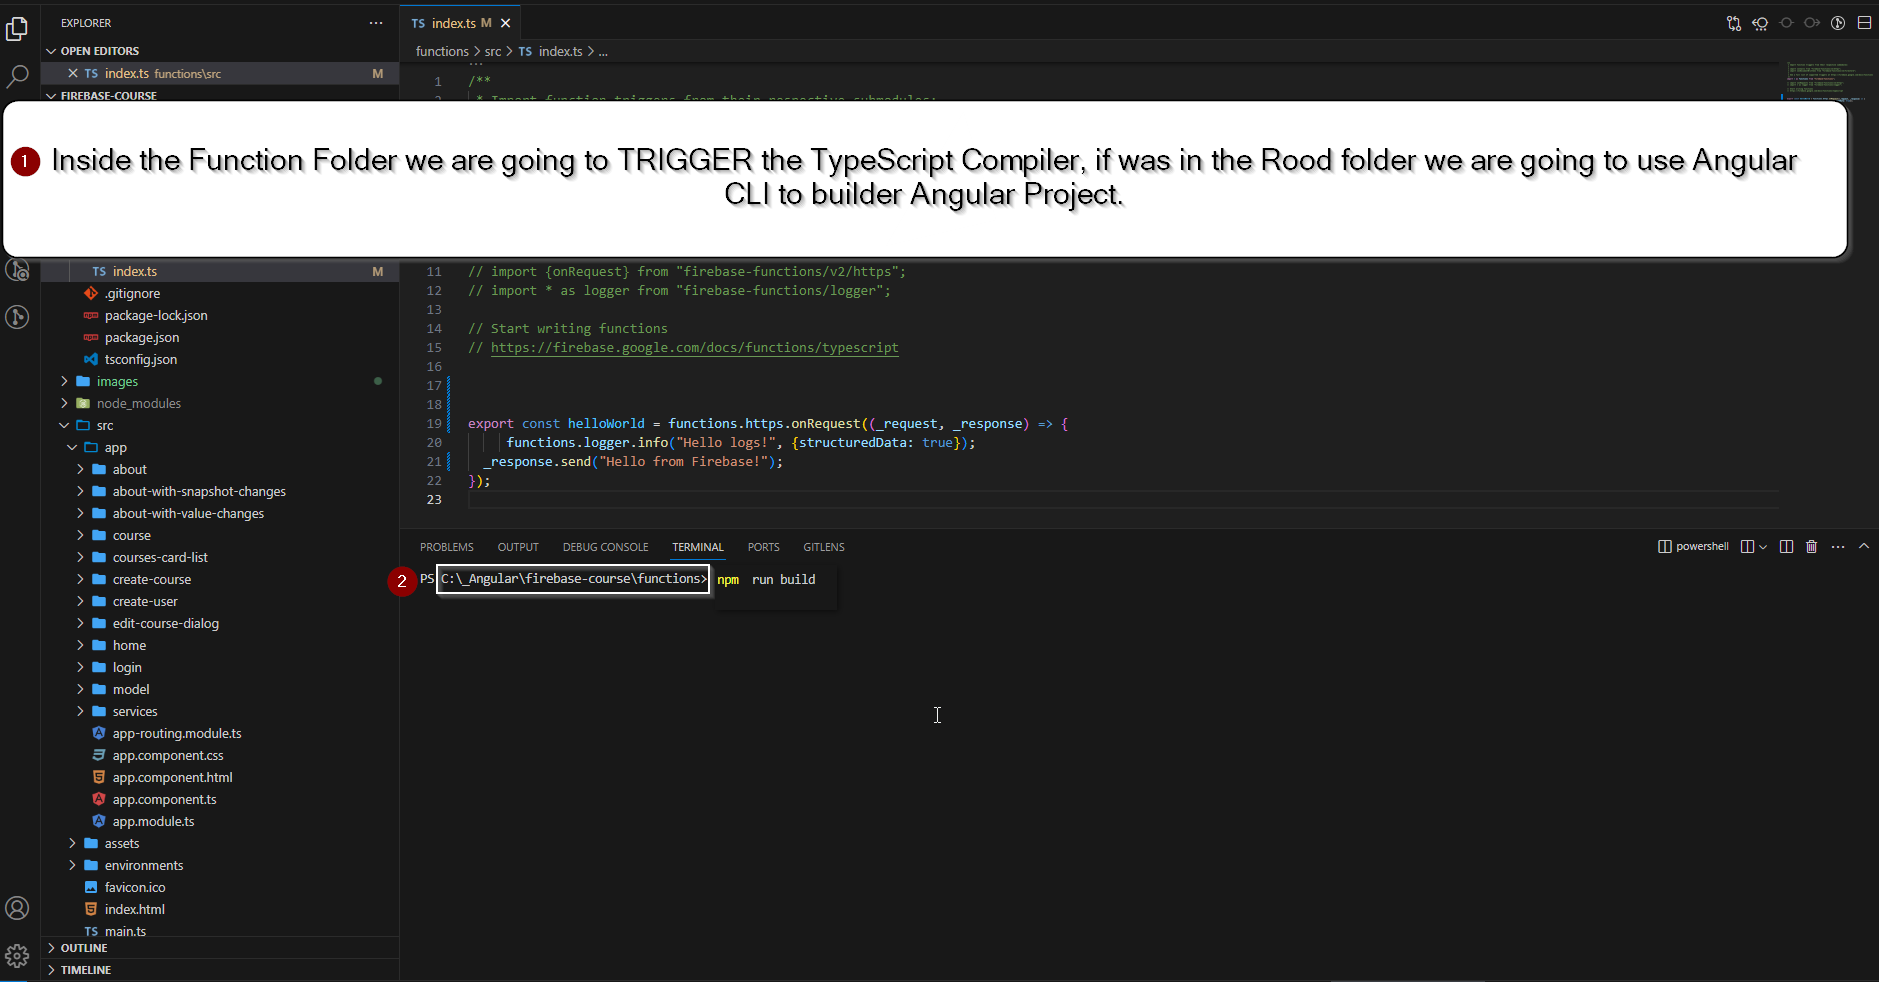 EXPLORER
TS index.ts M
OPEN EDITORS
functions > src > TS index.ts > ...
TS index.ts functions\src M
1 /**
FIREBASE-COURSE
2 * Import function triggers from their respective submodules:
1 Inside the Function Folder we are going to TRIGGER the TypeScript Compiler, if was in the Rood folder we are going to use Angular
CLI to builder Angular Project.
TS index.ts M
.gitignore
package-lock.json
package.json
tsconfig.json
images
node_modules
src
app
about
about-with-snapshot-changes
about-with-value-changes
course
courses-card-list
create-course
create-user
edit-course-dialog
home
login
model
services
app-routing.module.ts
app.component.css
app.component.html
app.component.ts
app.module.ts
assets
environments
favicon.ico
index.html
TS main.ts
OUTLINE
TIMELINE
11 // import {onRequest} from "firebase-functions/v2/https";
12 // import * as logger from "firebase-functions/logger";
13
14 // Start writing functions
15 // https://firebase.google.com/docs/functions/typescript
16
17
18
19 export const helloWorld = functions.https.onRequest((_request, _response) => {
20 functions.logger.info("Hello logs!", {structuredData: true});
21 _response.send("Hello from Firebase!");
22 });
23
PROBLEMS OUTPUT DEBUG CONSOLE TERMINAL PORTS GITLENS
powershell
2 PS C:\_Angular\firebase-course\functions> npm run build